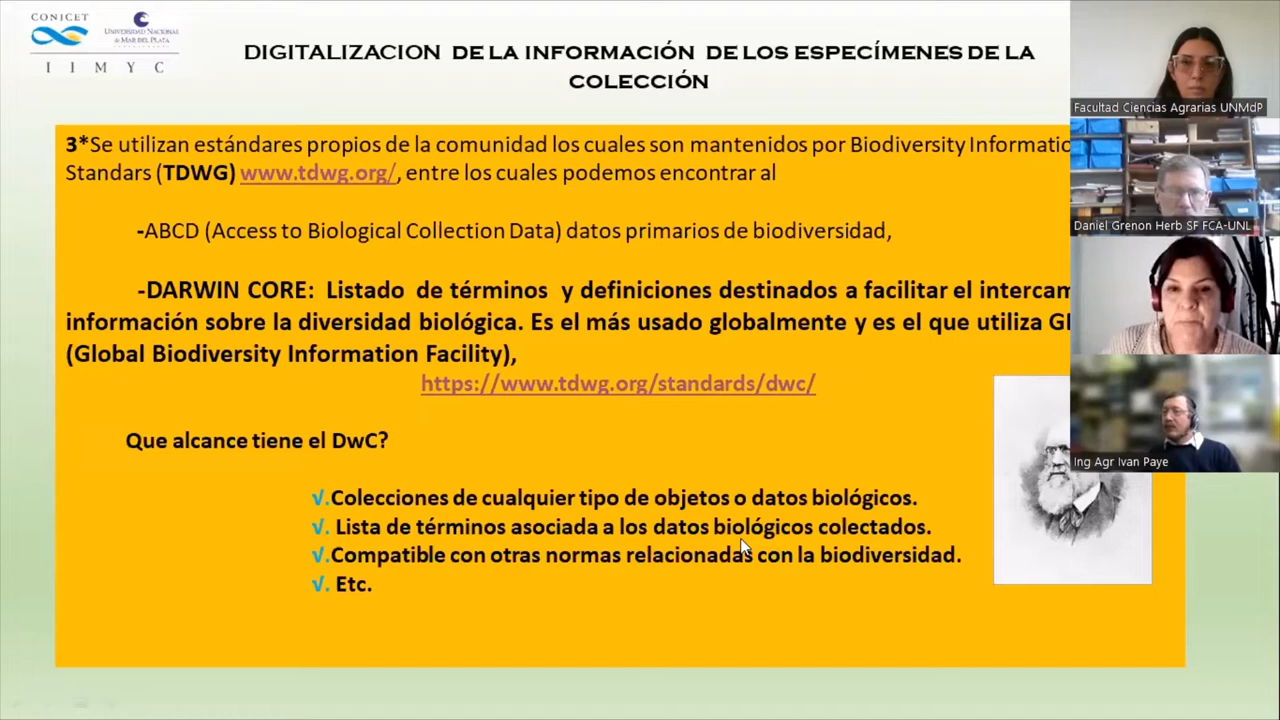 CONICET
UNIVERSIDAD NACIONAL
DE MAR DEL PLATA
I I M Y C
DIGITALIZACION DE LA INFORMACIÓN DE LOS ESPECÍMENES DE LA
COLECCIÓN
3*Se utilizan estándares propios de la comunidad los cuales son mantenidos por Biodiversity Informatio
Standars (TDWG) www.tdwg.org/, entre los cuales podemos encontrar al
-ABCD (Access to Biological Collection Data) datos primarios de biodiversidad,
-DARWIN CORE: Listado de términos y definiciones destinados a facilitar el intercam
información sobre la diversidad biológica. Es el más usado globalmente y es el que utiliza
(Global Biodiversity Information Facility),
https://www.tdwg.org/standards/dwc/
Que alcance tiene el DwC?
√.Colecciones de cualquier tipo de objetos o datos biológicos.
√. Lista de términos asociada a los datos biológicos colectados.
√.Compatible con otras normas relacionadas con la biodiversidad.
√. Etc.
Facultad Ciencias Agrarias UNMdP
Daniel Grenon Herb SF FCA-UNL
Ing Agr Ivan Paye